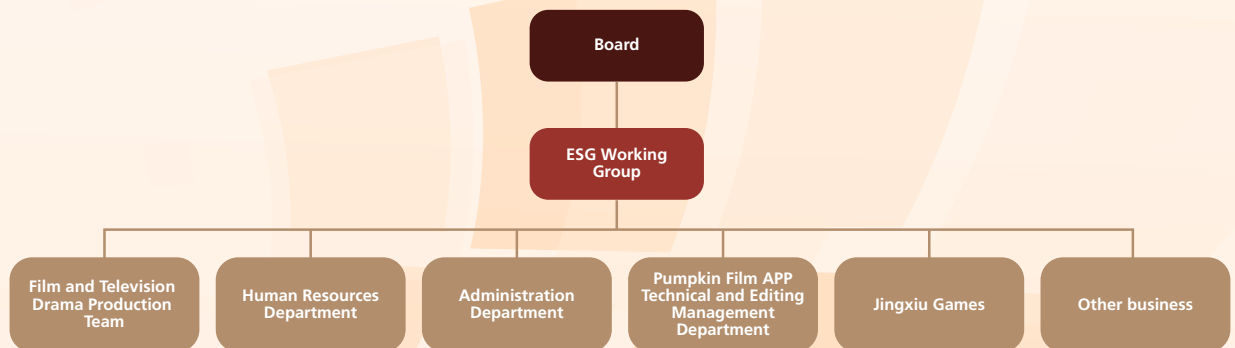 Board
ESG Working
Group
Film and Television
Drama Production
Team
Human Resources
Department
Administration
Department
Pumpkin Film APP
Technical and Editing
Management
Department
Jingxiu Games
Other business